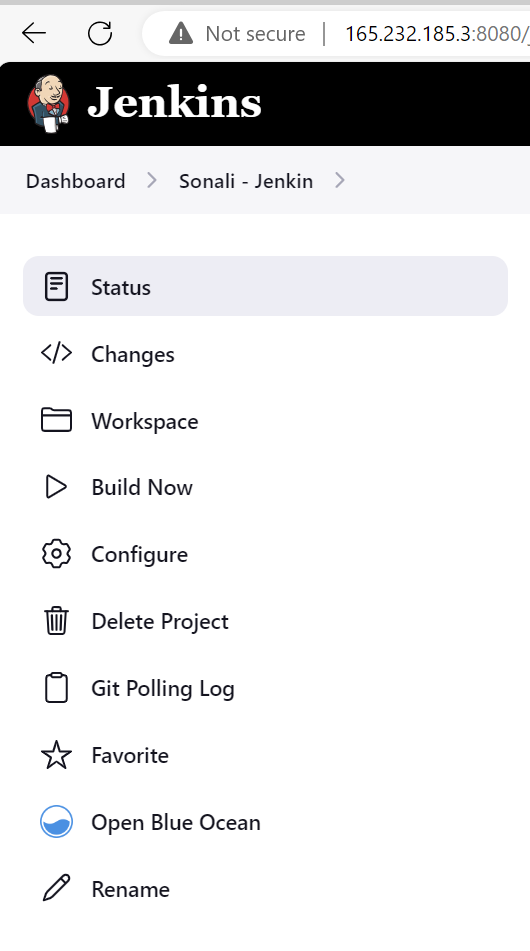 Not secure | 165.232.185.3:8080/
Jenkins
Dashboard > Sonali - Jenkin >
Status
Changes
Workspace
Build Now
Configure
Delete Project
Git Polling Log
Favorite
Open Blue Ocean
Rename